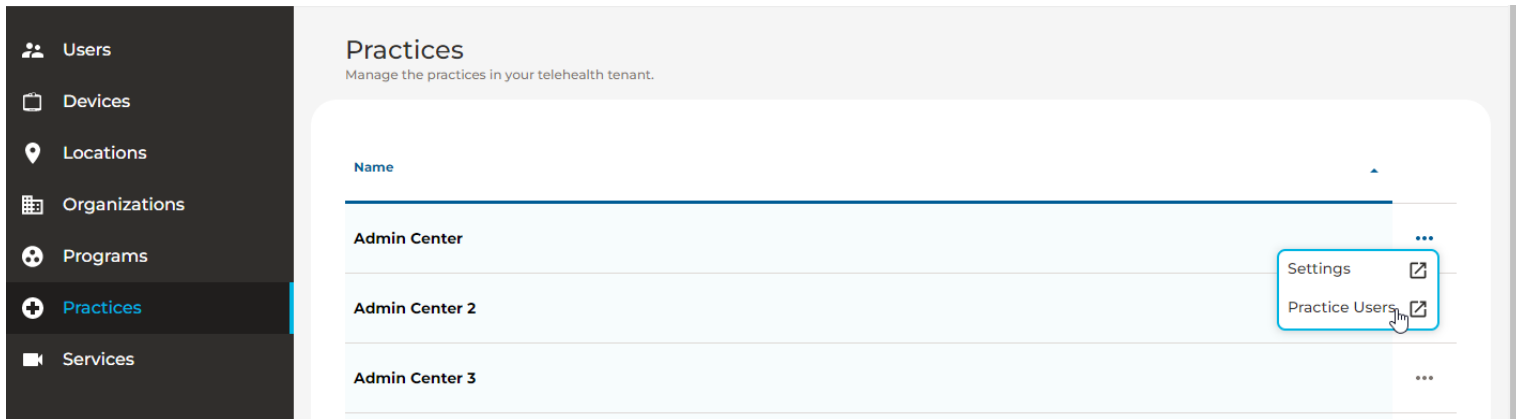 Users
Devices
Locations
Organizations
Programs
Practices
Services
Practices
Manage the practices in your telehealth tenant.
Name
Admin Center
Settings
Admin Center 2
Practice Users
Admin Center 3